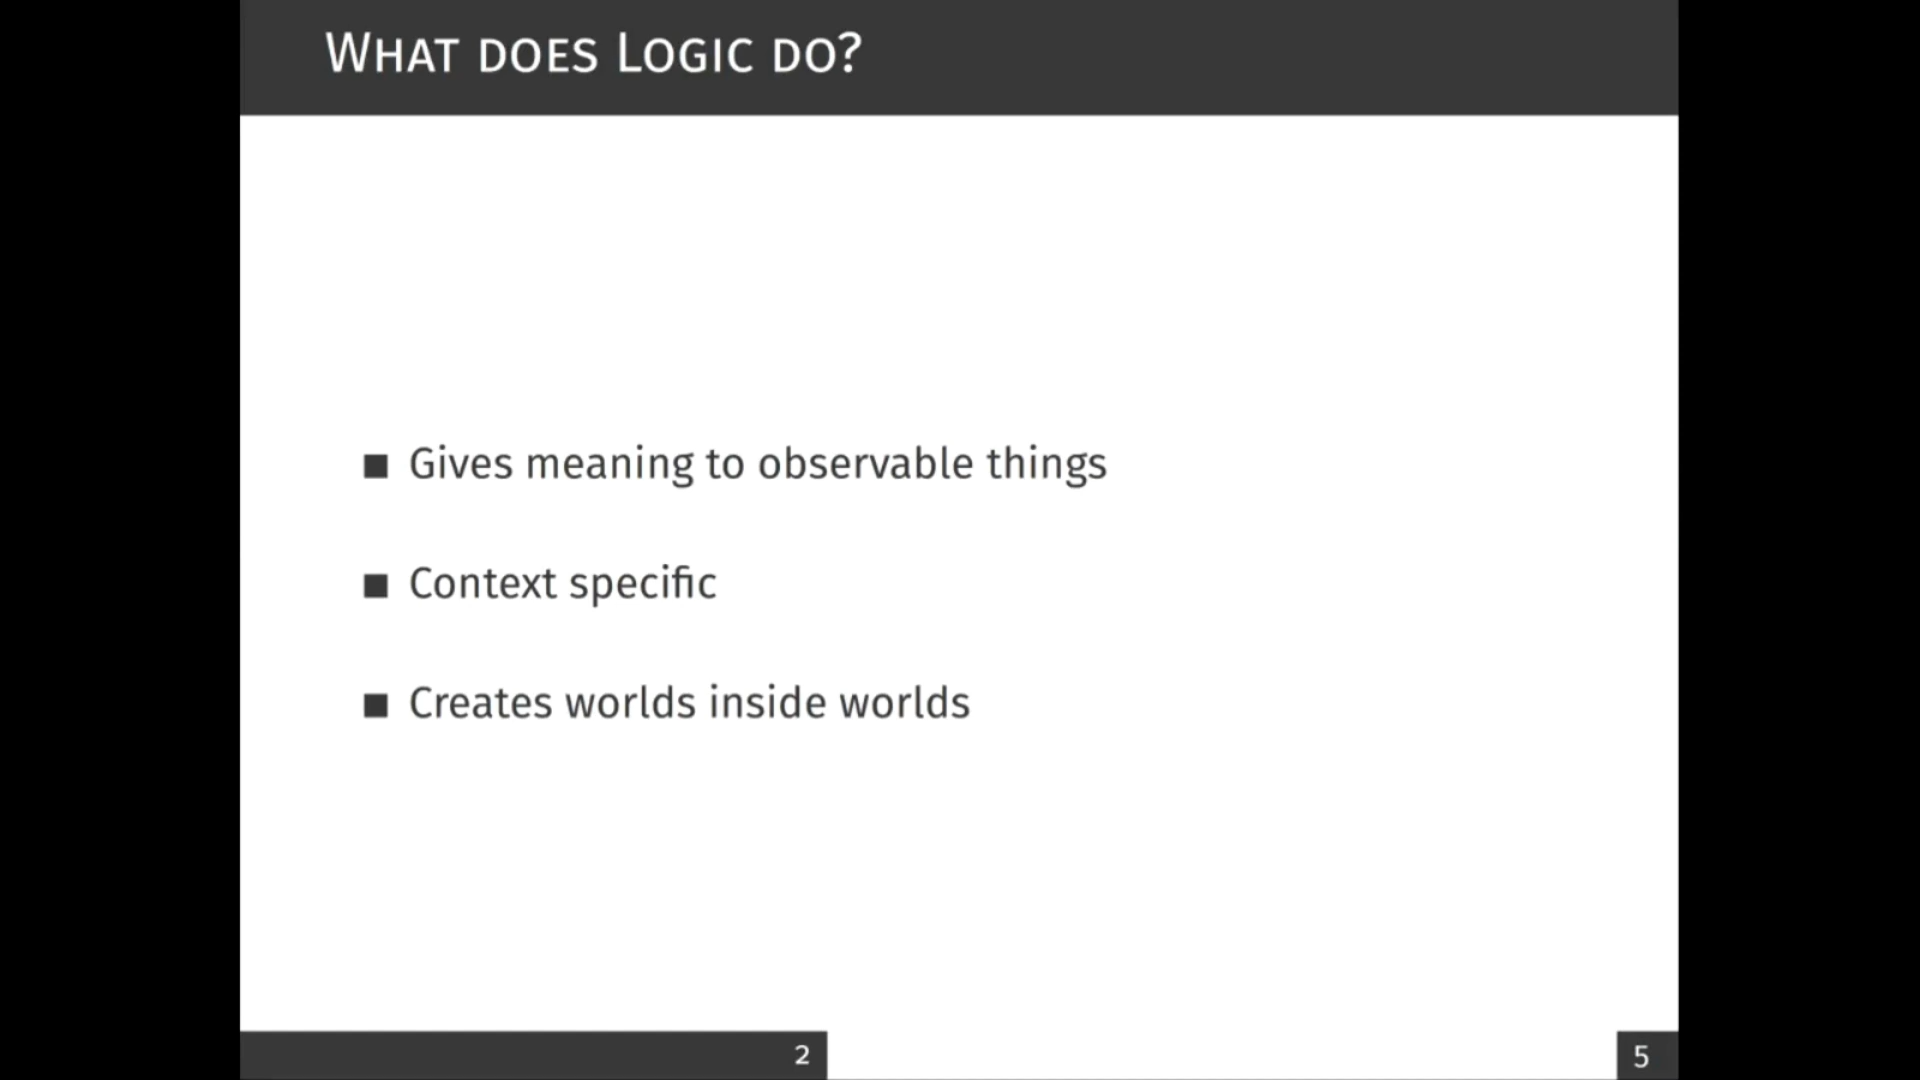 What does Logic do?
■ Gives meaning to observable things
■ Context specific
■ Creates worlds inside worlds
2
5